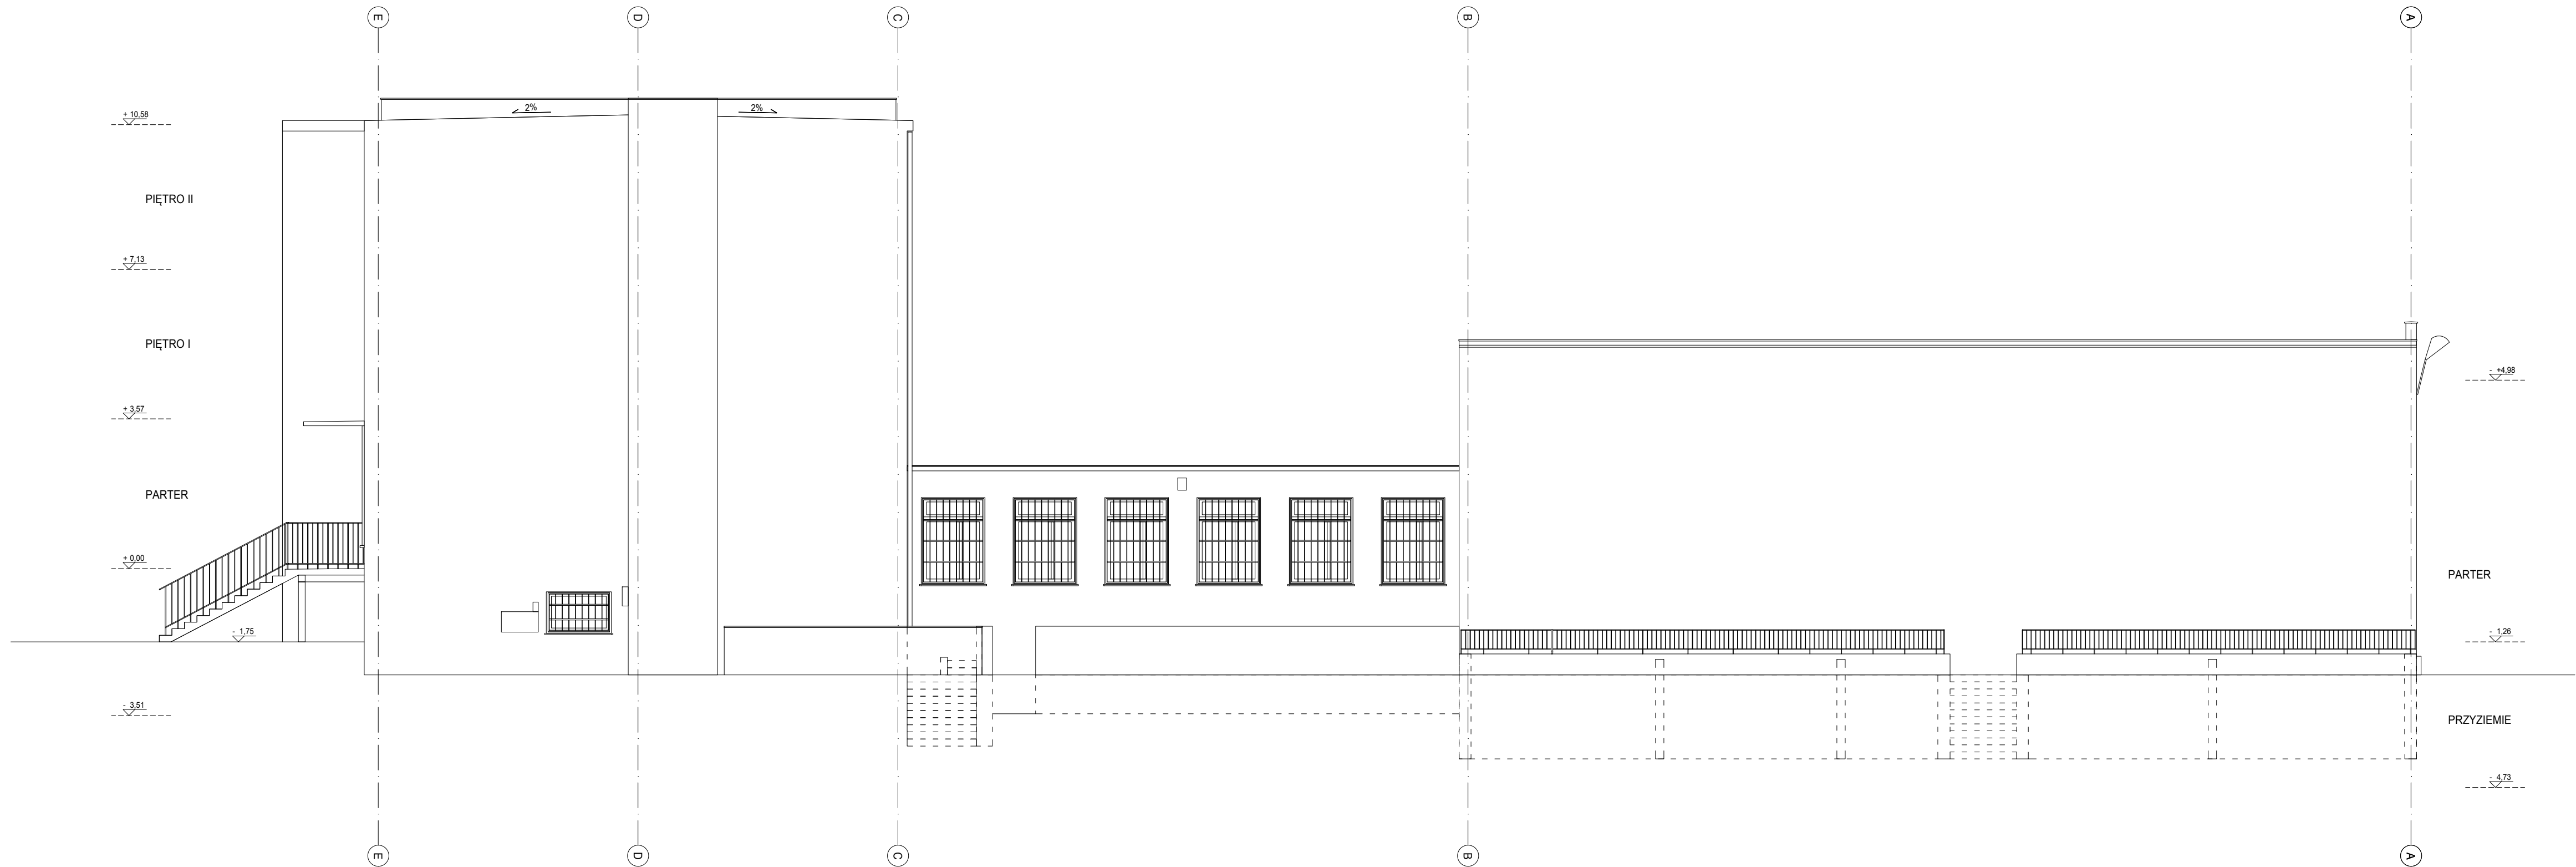 E D C B A
2% 2%
+ 10,58
PIĘTRO II
+ 7,13
PIĘTRO I
- +4,98
+ 3,57
PARTER
+ 0,00
PARTER
- 1,75
- 1,26
- 3,51
PRZYZIEMIE
- 4,73
E D C B A